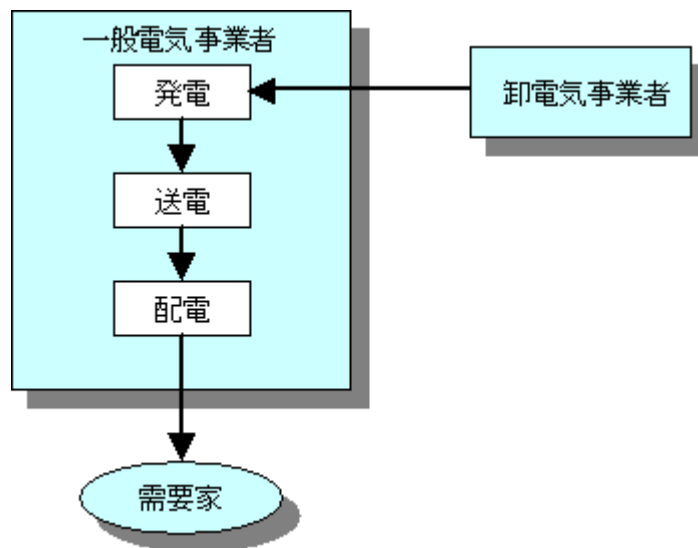 一般電気事業者
発電
卸電気事業者
送電
配電
需要家